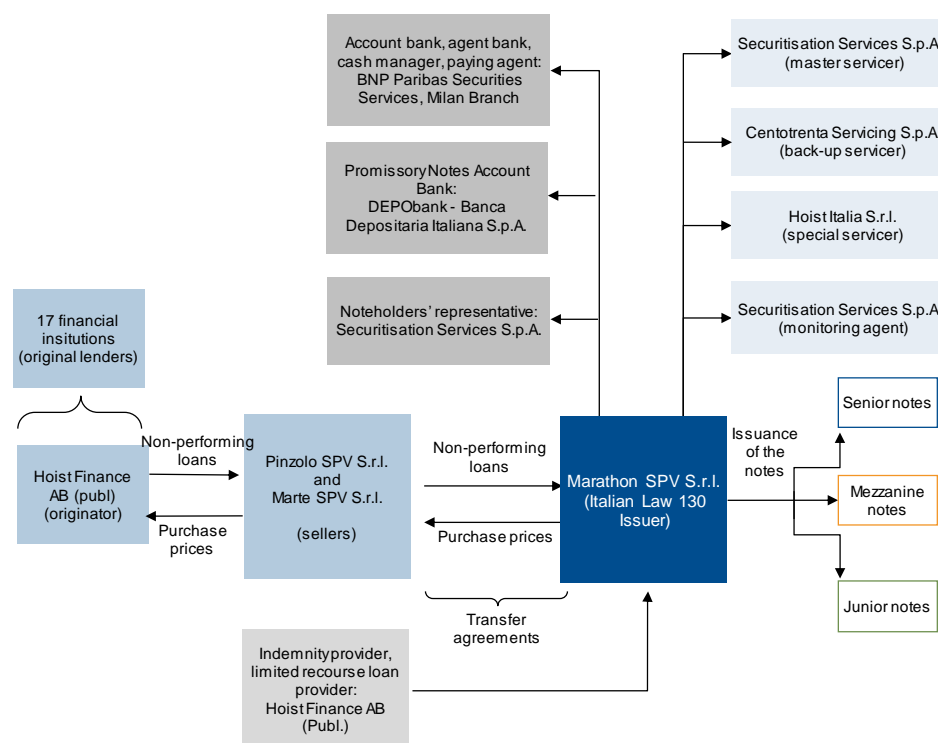 Account bank, agent bank,
cash manager, paying agent:
BNP Paribas Securities
Services, Milan Branch
Securitisation Services S.p.A
(master servicer)
Promissory Notes Account
Bank:
DEPObank - Banca
Depositaria Italiana S.p.A.
Centotrenta Servicing S.p.A
(back-up servicer)
Hoist Italia S.r.l.
(special servicer)
Noteholders' representative:
Securitisation Services S.p.A.
Securitisation Services S.p.A
(monitoring agent)
17 financial
insitutions
(original lenders)
Hoist Finance
AB (publ)
(originator)
Non-performing
loans
Purchase
prices
Pinzolo SPV S.r.l.
and
Marte SPV S.r.l.
(sellers)
Non-performing
loans
Purchase prices
Transfer
agreements
Marathon SPV S.r.l.
(Italian Law 130
Issuer)
Issuance
of the
notes
Senior notes
Mezzanine
notes
Junior notes
Indemnity provider,
limited recourse loan
provider:
Hoist Finance AB
(Publ.)